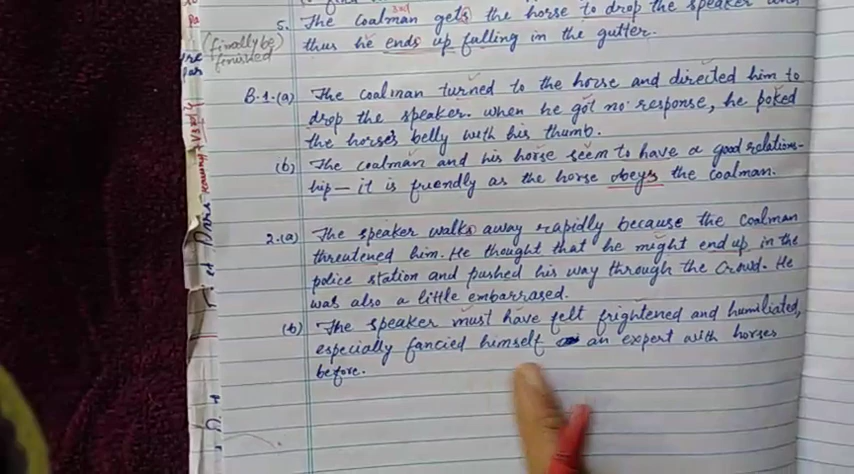 5. The coalman gets the horse to drop the speaker and
thus he ends up falling in the gutter.
(finally be)
finished
B.1.(a) The coalman turned to the horse and directed him to
drop the speaker. when he got no response, he poked
the horse's belly with his thumb.
(b) The coalman and his horse seem to have a good relations-
hip — it is friendly as the horse obeys the coalman.
2.(a) The speaker walks away rapidly because the coalman
threatened him. He thought that he might end up in the
police station and pushed his way through the crowd. He
was also a little embarrased.
(b) The speaker must have felt frightened and humiliated,
especially fancied himself an expert with horses
before.